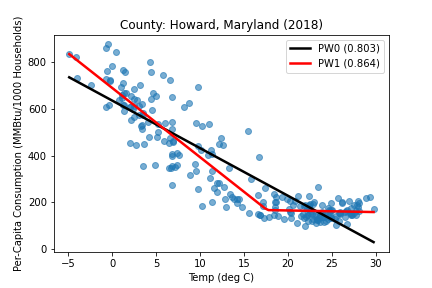 County: Howard, Maryland (2018)
PW0 (0.803)
PW1 (0.864)
Per-Capita Consumption (MMBtu/1000 Households)
800
600
400
200
0
−5 0 5 10 15 20 25 30
Temp (deg C)